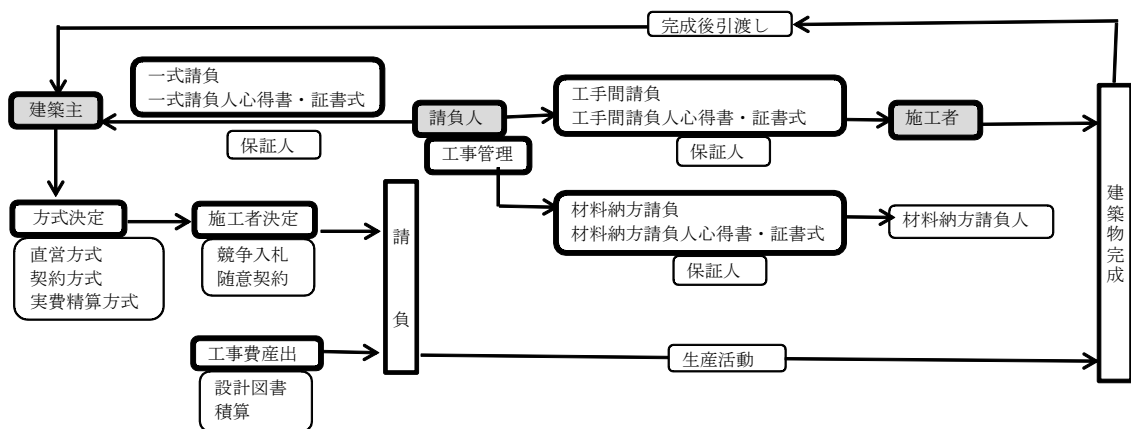 完成後引渡し
一式請負
一式請負人心得書・証書式
建築主
請負人
工手間請負
工手間請負人心得書・証書式
施工者
保証人
工事管理
保証人
方式決定
直営方式
契約方式
実費精算方式
施工者決定
競争入札
随意契約
請負
材料納方請負
材料納方請負人心得書・証書式
材料納方請負人
保証人
建築物完成
工事費産出
設計図書
積算
生産活動